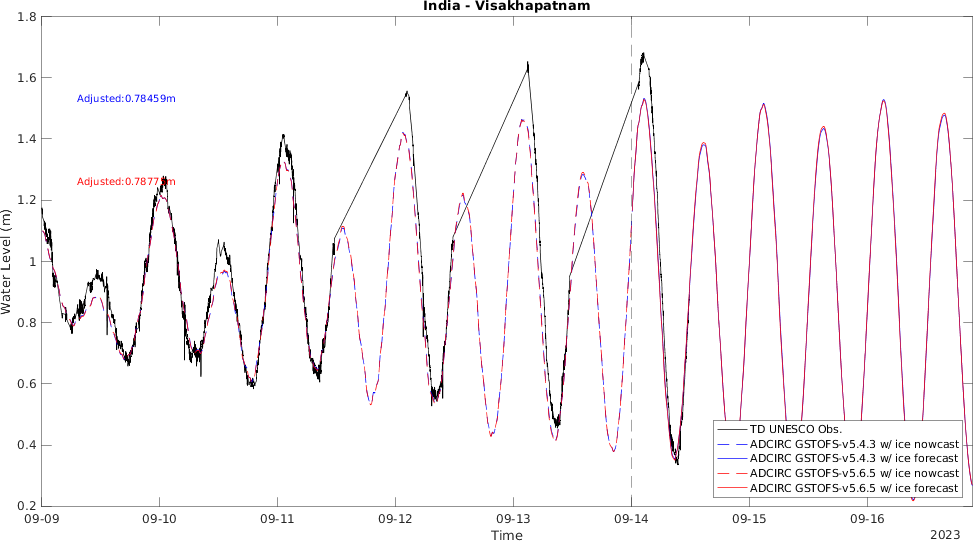 India - Visakhapatnam
1.8
1.6
1.4
1.2
1
0.8
0.6
0.4
0.2
Water Level (m)
Adjusted:0.78459m
Adjusted:0.78771m
TD UNESCO Obs.
ADCIRC GSTOFS-v5.4.3 w/ ice nowcast
ADCIRC GSTOFS-v5.4.3 w/ ice forecast
ADCIRC GSTOFS-v5.6.5 w/ ice nowcast
ADCIRC GSTOFS-v5.6.5 w/ ice forecast
09-09 09-10 09-11 09-12 09-13 09-14 09-15 09-16
Time
2023